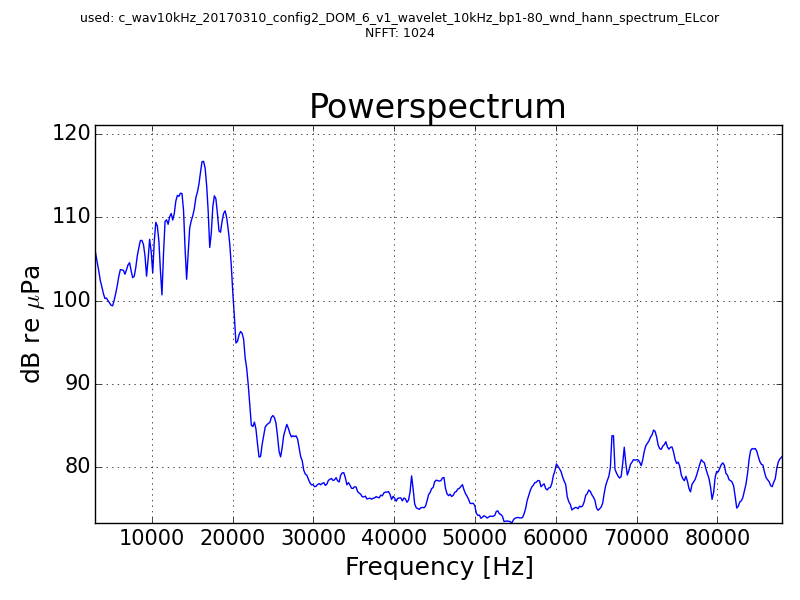 used: c_wav10kHz_20170310_config2_DOM_6_v1_wavelet_10kHz_bp1-80_wnd_hann_spectrum_ELcor
NFFT: 1024
Powerspectrum
120
110
100
90
80
dB re µPa
10000 20000 30000 40000 50000 60000 70000 80000
Frequency [Hz]